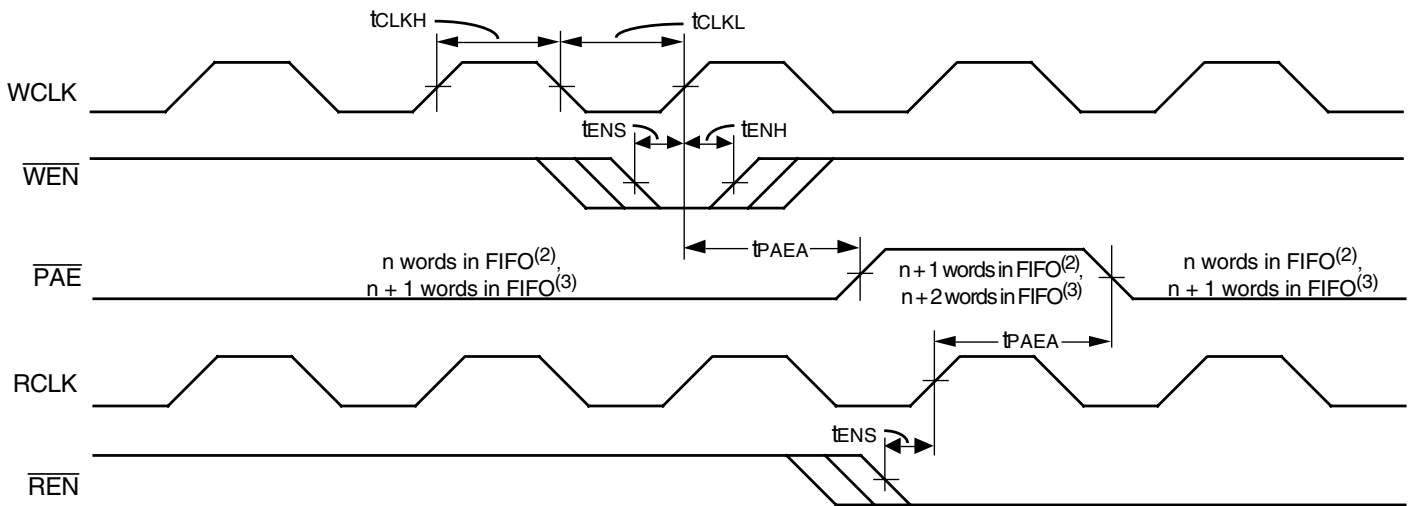 tCLKH
tCLKL
WCLK
tENS
tENH
WEN
tPAEA
PAE
n words in FIFO(2),
n + 1 words in FIFO(3)
n + 1 words in FIFO(2),
n + 2 words in FIFO(3)
n words in FIFO(2),
n + 1 words in FIFO(3)
tPAEA
RCLK
tENS
REN